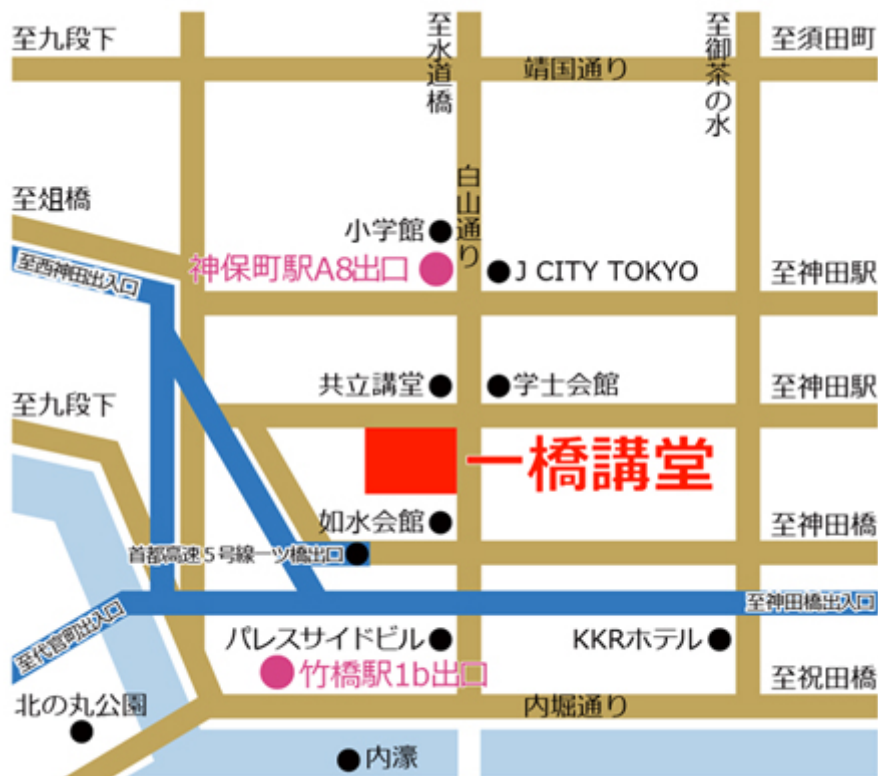 至九段下
至水道橋
至御茶の水
至須田町
靖国通り
至俎橋
白山通り
小学館
至西神田出入口
神保町駅A8出口
J CITY TOKYO
至神田駅
共立講堂
学士会館
至神田駅
至九段下
一橋講堂
如水会館
至神田橋
首都高速5号線一ツ橋出口
至神田橋出入口
至代官町出入口
パレスサイドビル
KKRホテル
竹橋駅1b出口
至祝田橋
北の丸公園
内堀通り
内濠